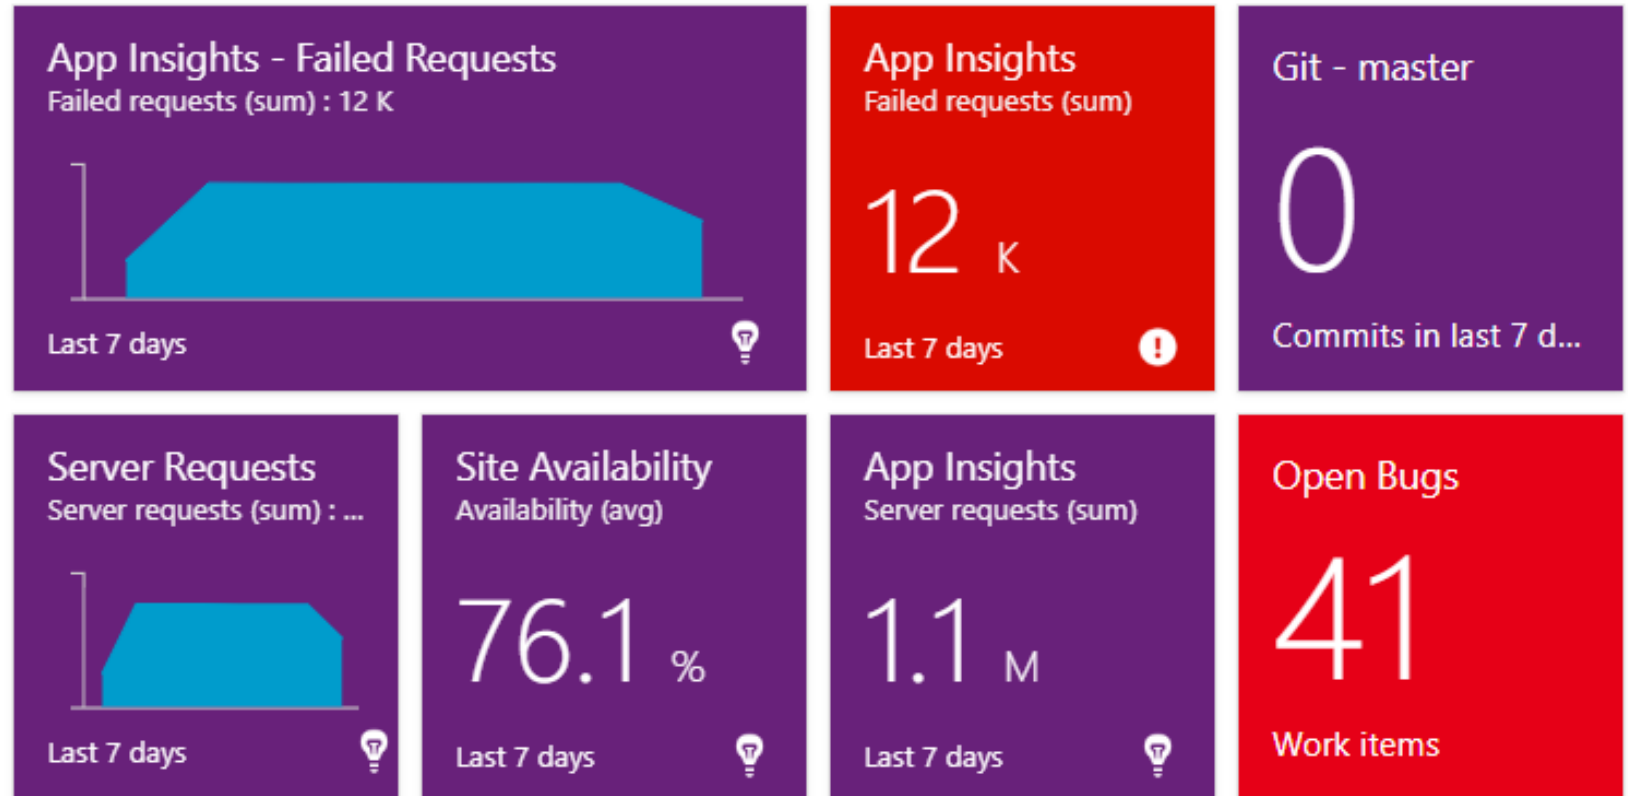 App Insights - Failed Requests
Failed requests (sum) : 12 K
Last 7 days
App Insights
Failed requests (sum)
12 K
Last 7 days
Git - master
0
Commits in last 7 d...
Server Requests
Server requests (sum) : ...
Last 7 days
Site Availability
Availability (avg)
76.1 %
Last 7 days
App Insights
Server requests (sum)
1.1 M
Last 7 days
Open Bugs
41
Work items